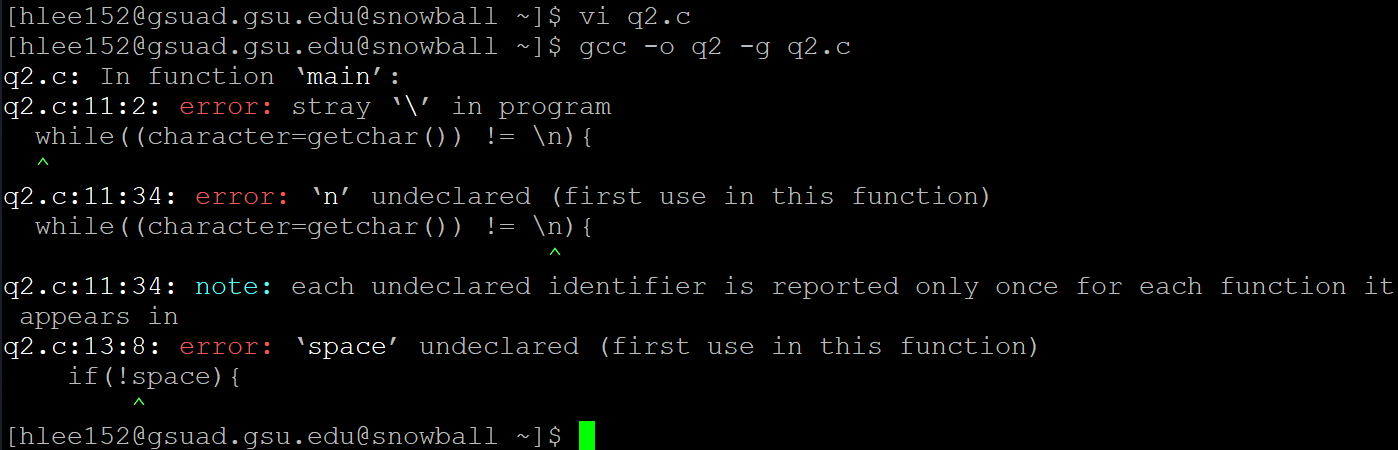 [hlee152@gsuad.gsu.edu@snowball ~]$ vi q2.c
[hlee152@gsuad.gsu.edu@snowball ~]$ gcc -o q2 -g q2.c
q2.c: In function ‘main’:
q2.c:11:2: error: stray ‘\’ in program
  while((character=getchar()) != \n){
  ^
q2.c:11:34: error: ‘n’ undeclared (first use in this function)
  while((character=getchar()) != \n){
                                  ^
q2.c:11:34: note: each undeclared identifier is reported only once for each function it
 appears in
q2.c:13:8: error: ‘space’ undeclared (first use in this function)
    if(!space){
        ^
[hlee152@gsuad.gsu.edu@snowball ~]$